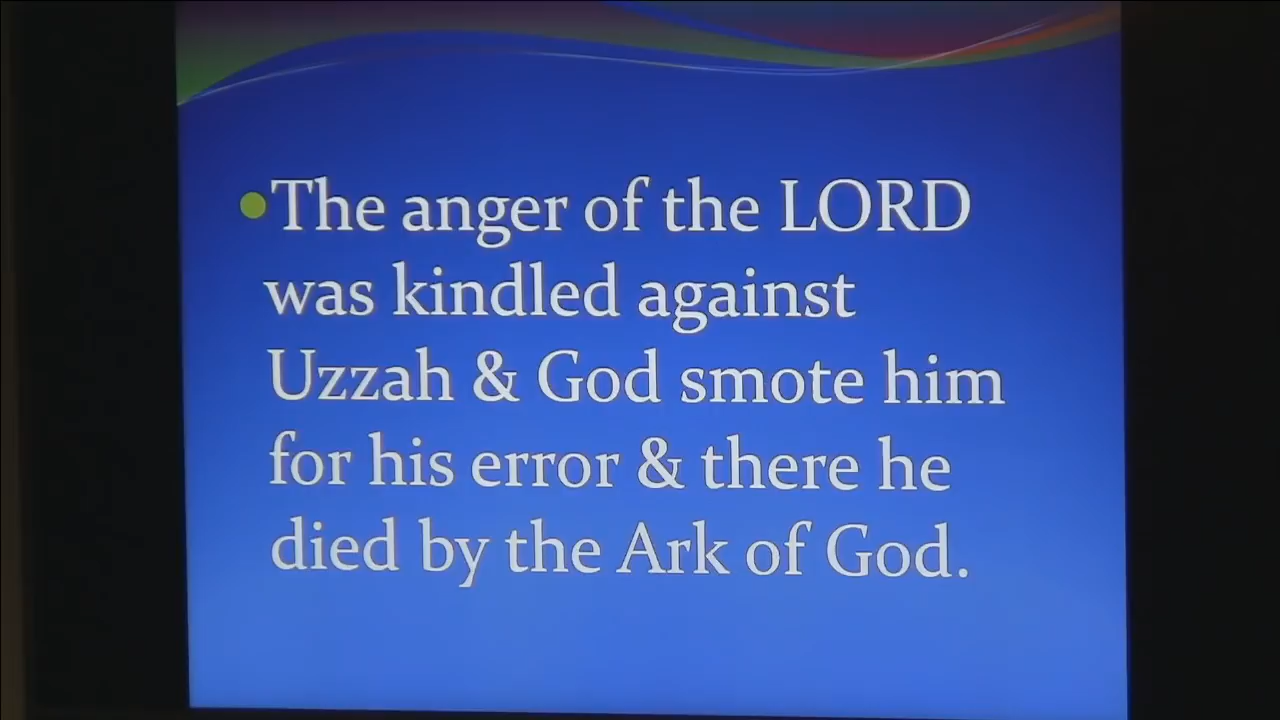 •The anger of the LORD
was kindled against
Uzzah & God smote him
for his error & there he
died by the Ark of God.